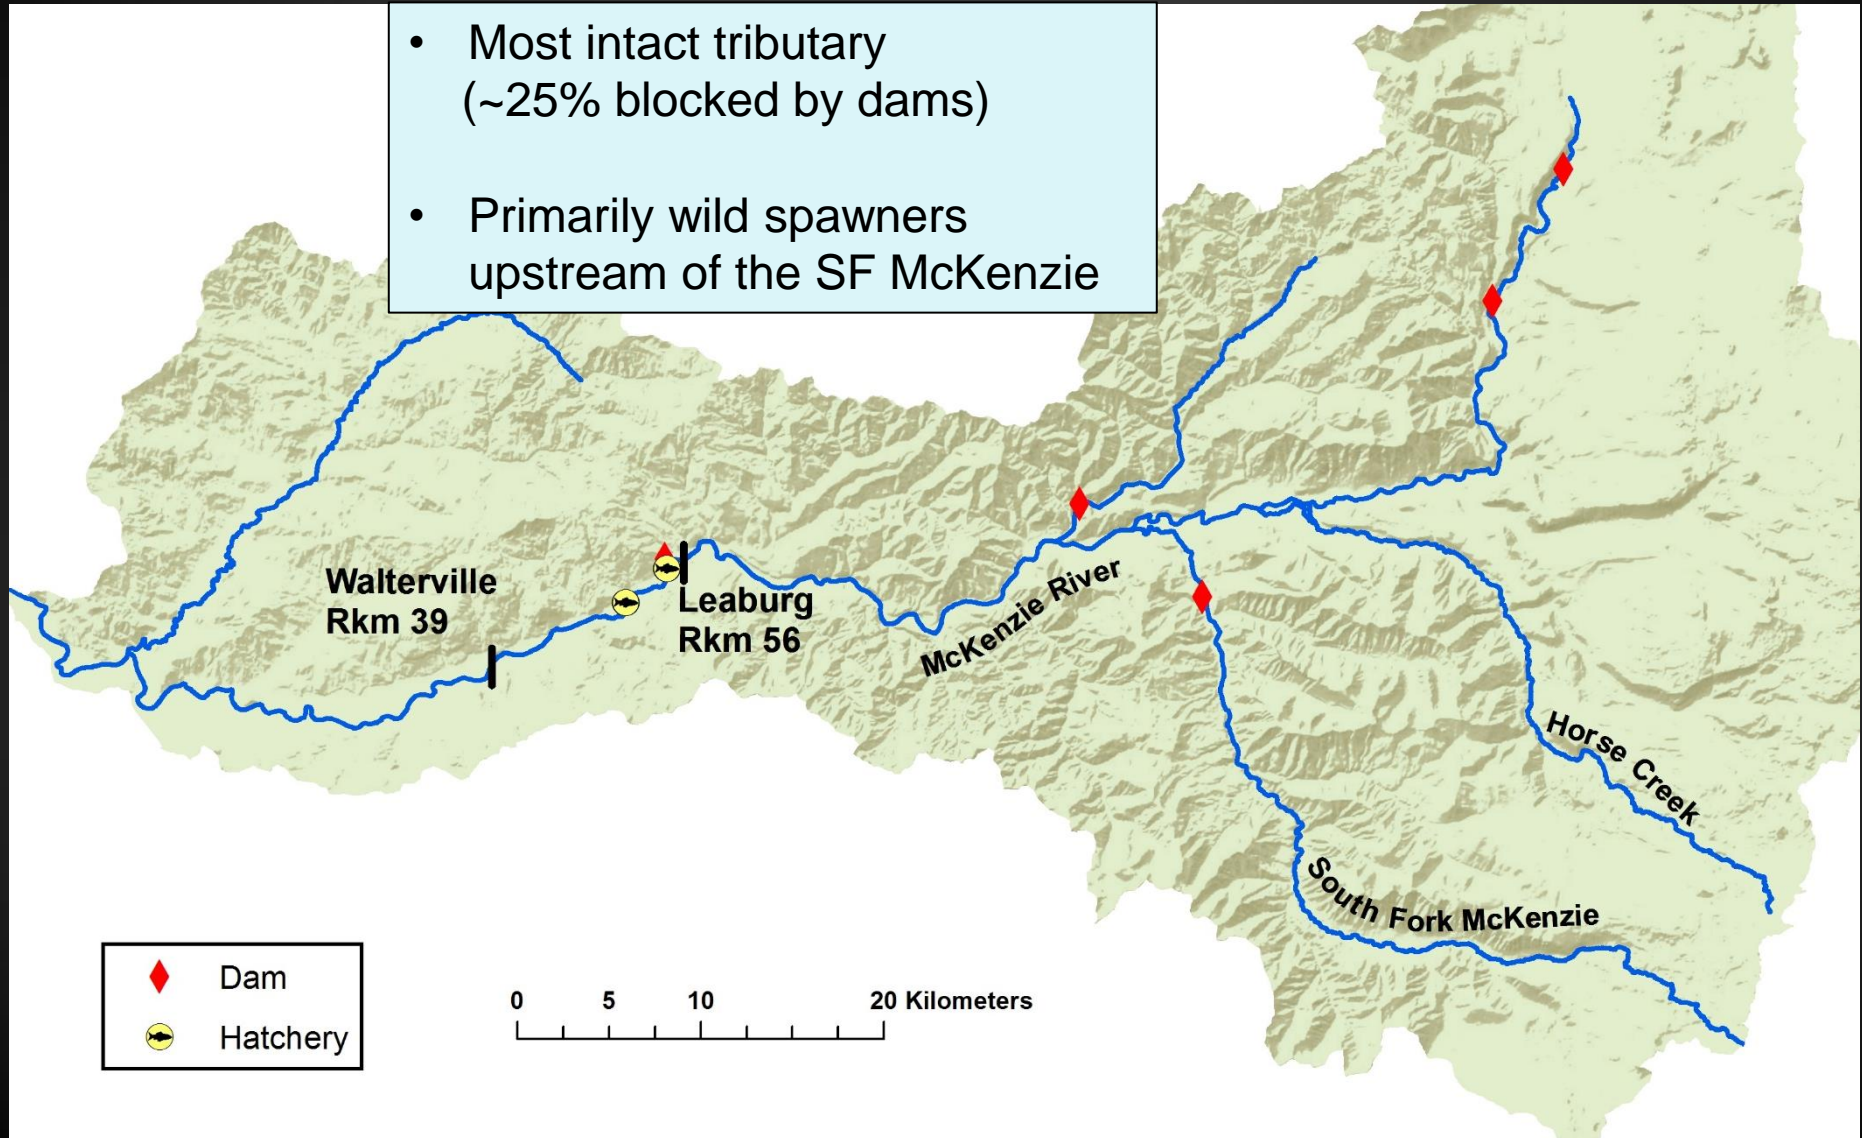 • Most intact tributary
(~25% blocked by dams)
• Primarily wild spawners
upstream of the SF McKenzie
Walterville
Rkm 39
Leaburg
Rkm 56
McKenzie River
Horse Creek
South Fork McKenzie
Dam
Hatchery
0 5 10 20 Kilometers